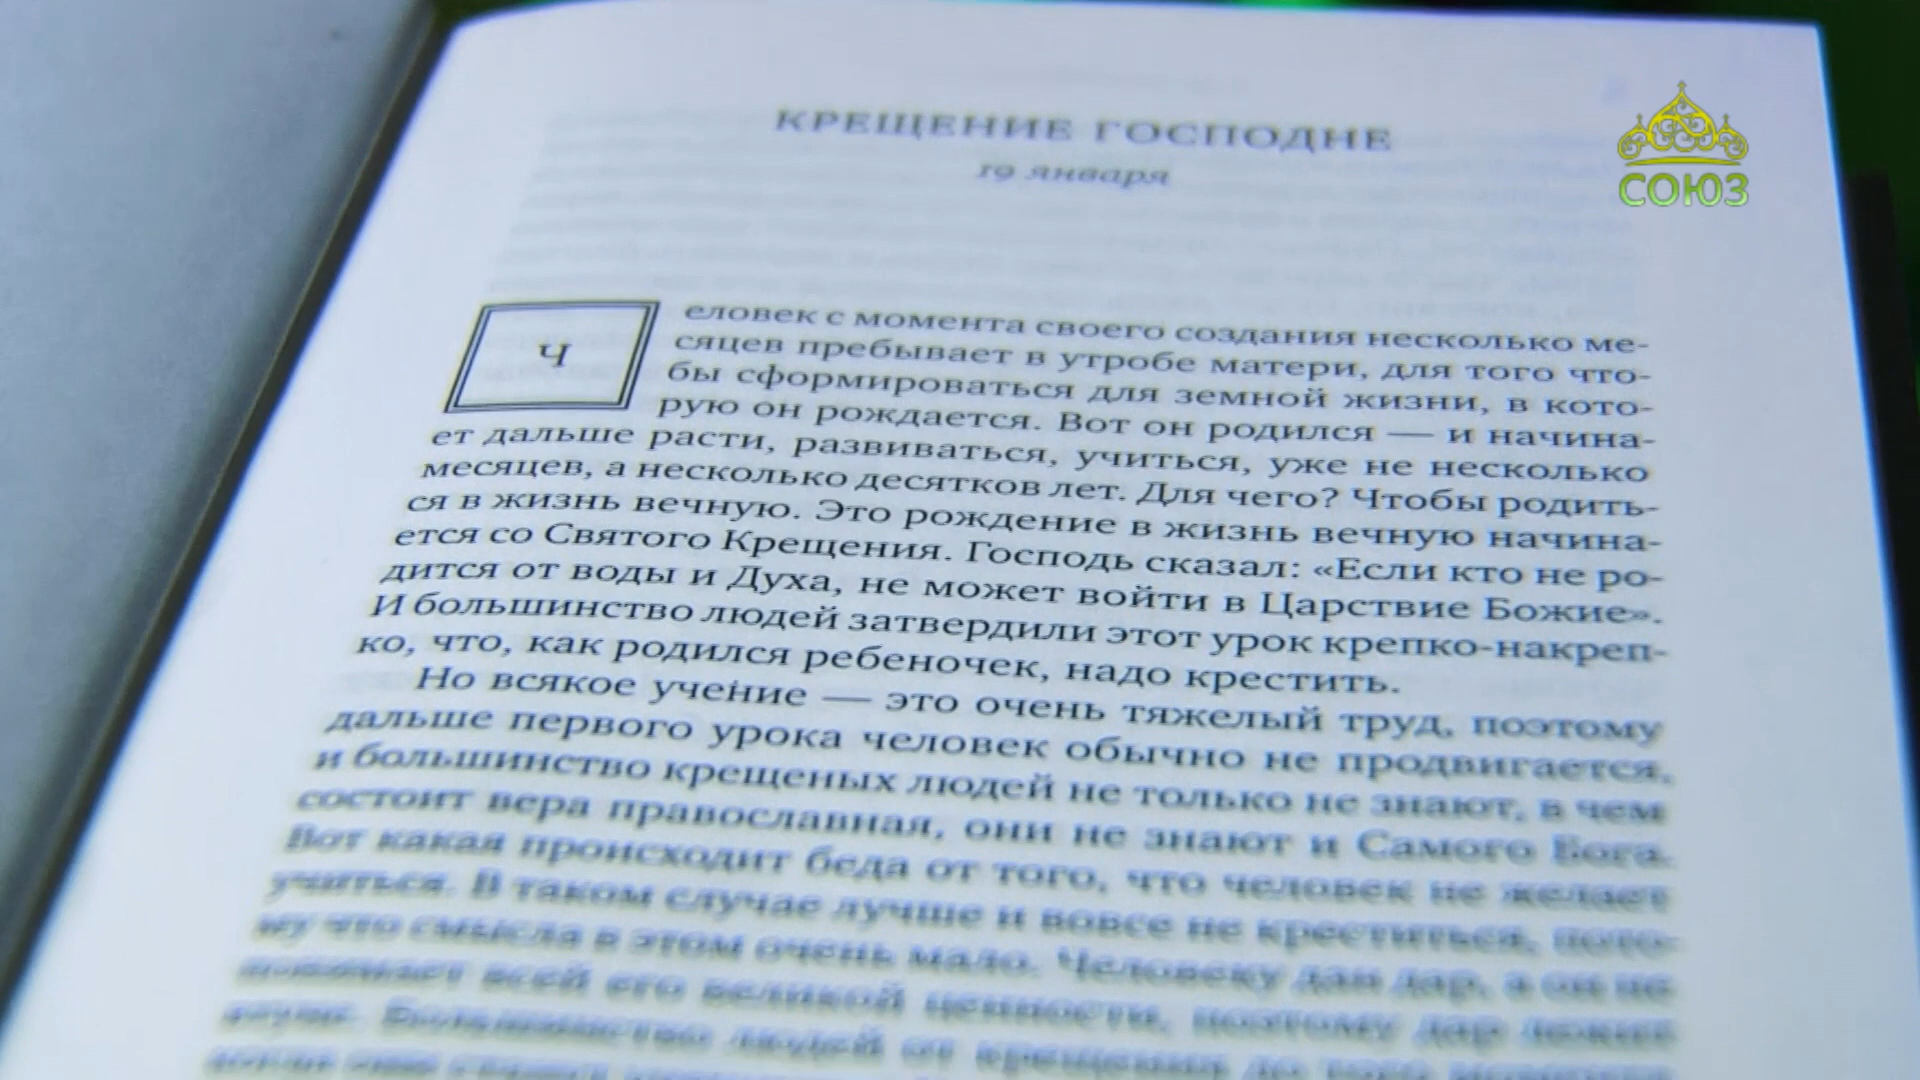 КРЕЩЕНИЕ ГОСПОДНЕ
19 января
СОЮЗ
Человек с момента своего создания несколько ме-
сяцев пребывает в утробе матери, для того что-
бы сформироваться для земной жизни, в кото-
рую он рождается. Вот он родился — и начина-
ет дальше расти, развиваться, учиться, уже не несколько
месяцев, а несколько десятков лет. Для чего? Чтобы родить-
ся в жизнь вечную. Это рождение в жизнь вечную начина-
ется со Святого Крещения. Господь сказал: «Если кто не ро-
дится от воды и Духа, не может войти в Царствие Божие».
И большинство людей затвердили этот урок крепко-накреп-
ко, что, как родился ребеночек, надо крестить.
Но всякое учение — это очень тяжелый труд, поэтому
дальше первого урока человек обычно не продвигается,
и большинство крещеных людей не только не знают, в чем
состоит вера православная, они не знают и Самого Бога.
Вот какая происходит беда от того, что человек не желает
учиться. В таком случае лучше и вовсе не креститься, пото-
му что смысла в этом очень мало. Человеку дан дар, а он не
понимает всей его великой ценности, поэтому дар лежит
Большинство людей от крещения до того